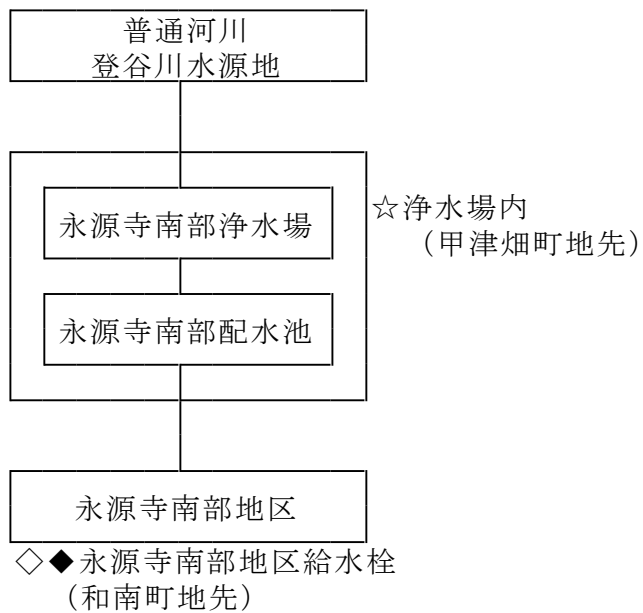 普通河川
登谷川水源地
永源寺南部浄水場
☆浄水場内
（甲津畑町地先）
永源寺南部配水池
永源寺南部地区
◇◆永源寺南部地区給水栓
（和南町地先）